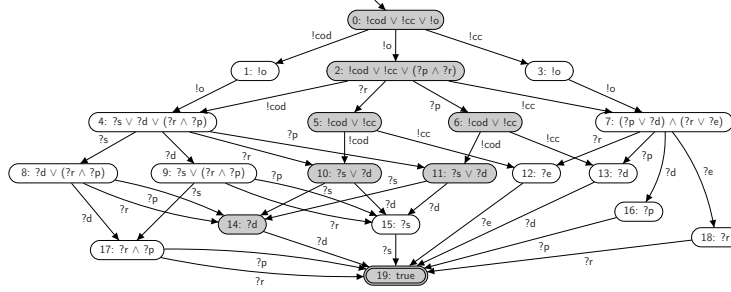 0: !cod ∨ !cc ∨ !o
!cod
!o
!cc
1: !o
2: !cod ∨ !cc ∨ (?p ∧ ?r)
3: !o
!o
!cod
?r
?p
!cc
!o
4: ?s ∨ ?d ∨ (?r ∧ ?p)
5: !cod ∨ !cc
6: !cod ∨ !cc
7: (?p ∨ ?d) ∧ (?r ∨ ?e)
?s
?d
?r
?p
!cod
!cc
!cod
!cc
?r
?p
?d
?e
8: ?d ∨ (?r ∧ ?p)
9: ?s ∨ (?r ∧ ?p)
10: ?s ∨ ?d
11: ?s ∨ ?d
12: ?e
13: ?d
?d
?r
?p
?s
?r
?p
?s
?d
?s
?d
?e
?d
14: ?d
15: ?s
16: ?p
17: ?r ∧ ?p
18: ?r
?p
?r
?d
?s
?p
?r
19: true